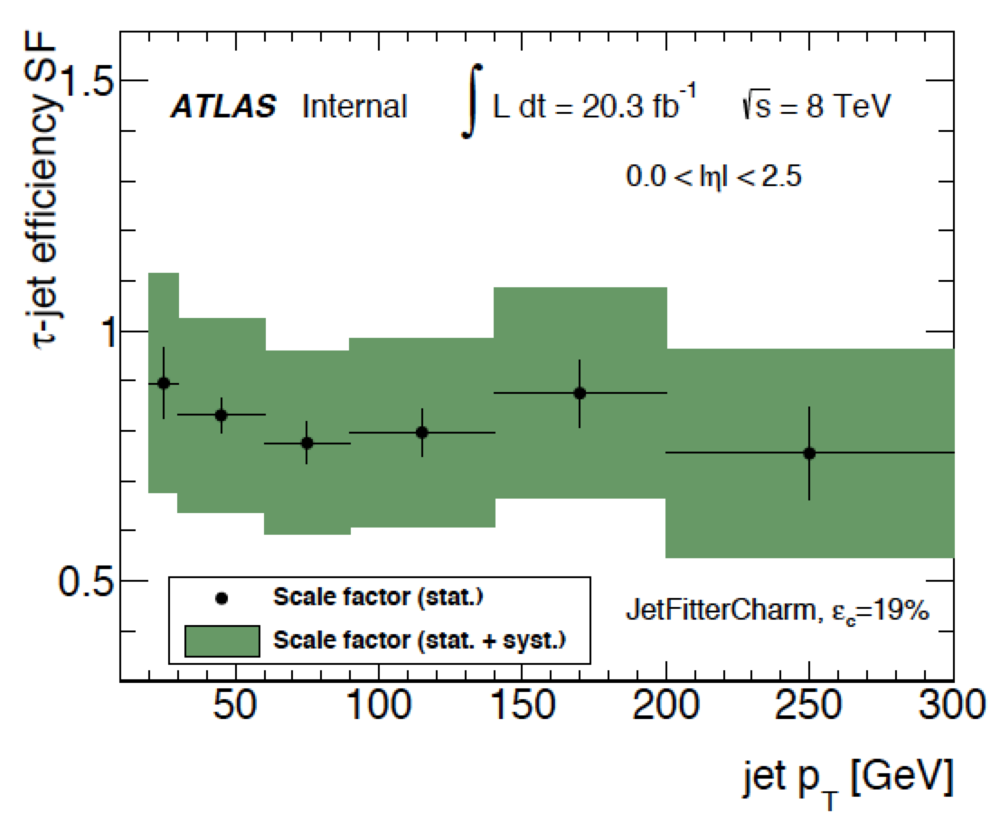 τ-jet efficiency SF
1.5
ATLAS Internal ∫ L dt = 20.3 fb⁻¹ √s = 8 TeV
0.0 < |η| < 2.5
1
0.5
Scale factor (stat.)
Scale factor (stat. + syst.)
JetFitterCharm, ε_c=19%
50 100 150 200 250 300
jet p_T [GeV]